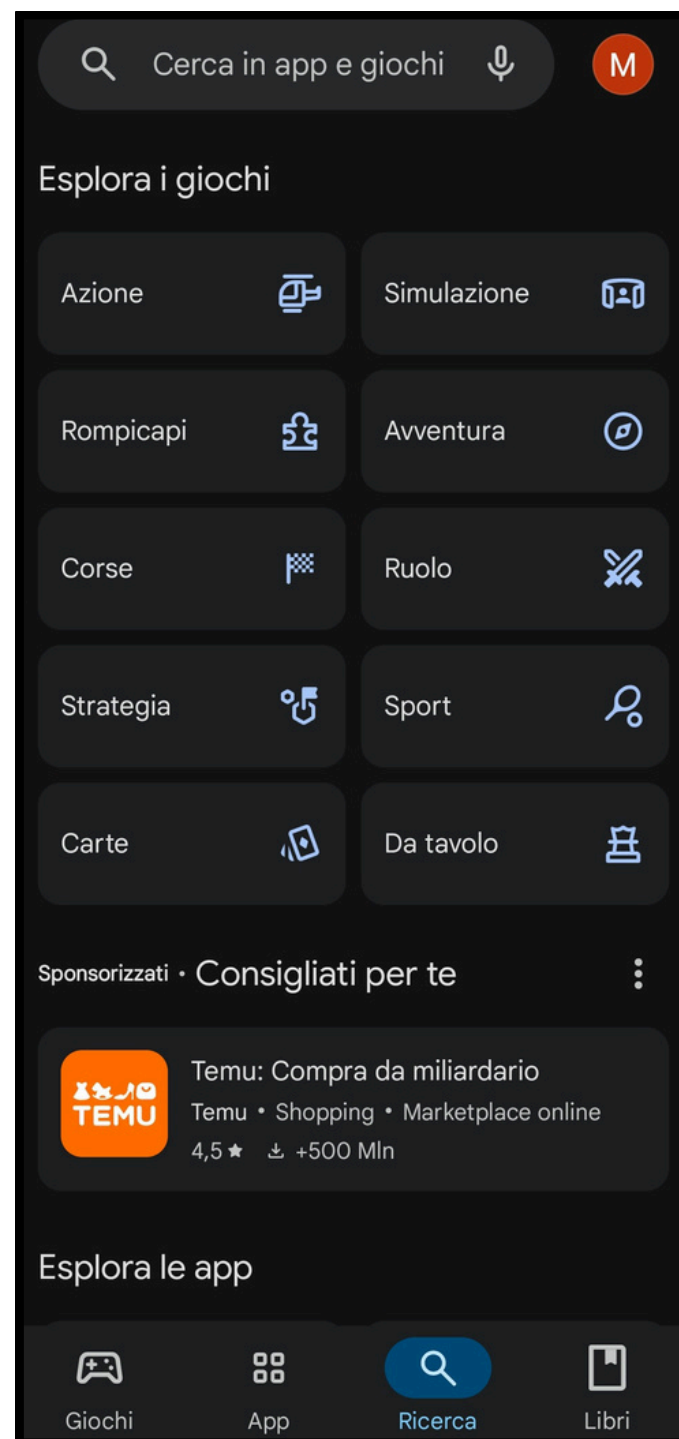 Cerca in app e giochi
M
Esplora i giochi
Azione
Simulazione
Rompicapi
Avventura
Corse
Ruolo
Strategia
Sport
Carte
Da tavolo
Sponsorizzati • Consigliati per te
TEMU
Temu: Compra da miliardario
Temu • Shopping • Marketplace online
4,5★ +500 Mln
Esplora le app
Giochi
App
Ricerca
Libri